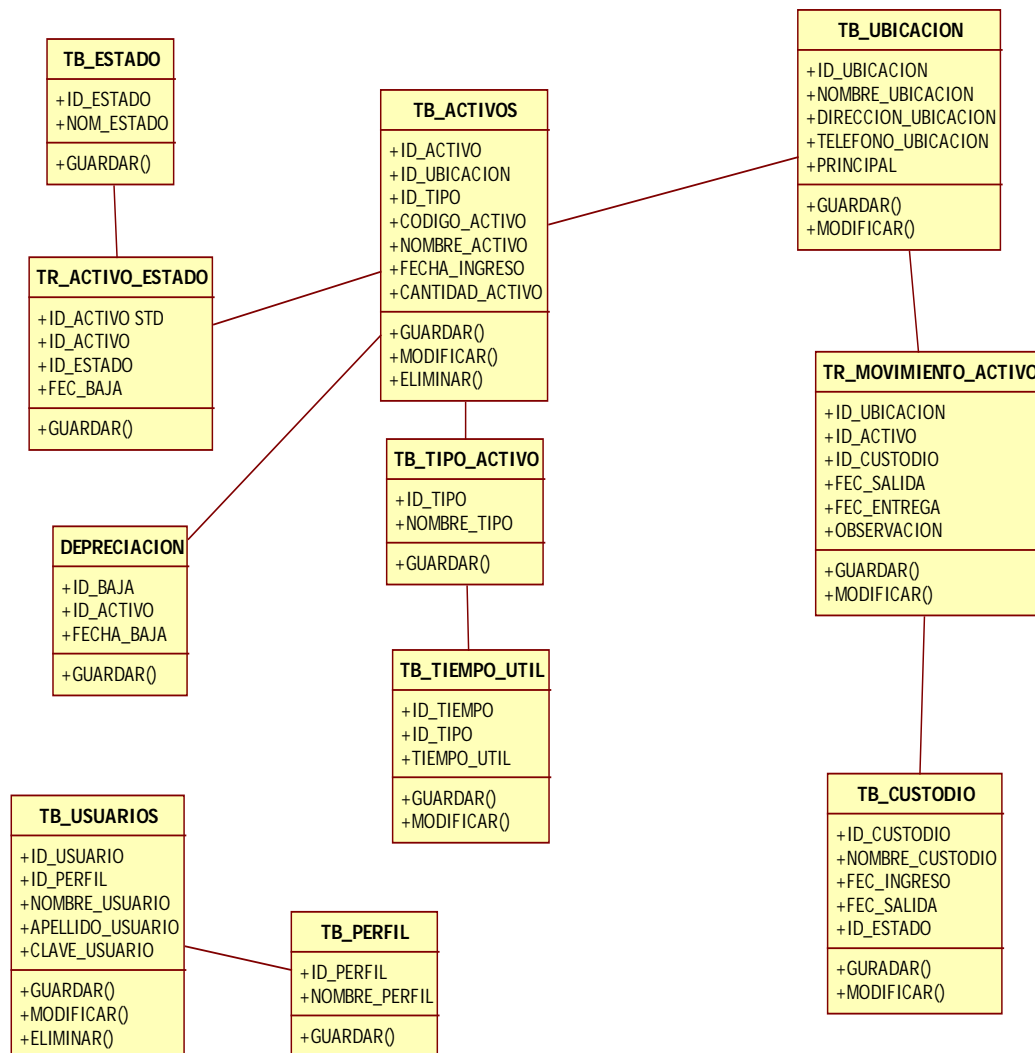 TB_ESTADO
+ID_ESTADO
+NOM_ESTADO
+GUARDAR()
TB_ACTIVOS
+ID_ACTIVO
+ID_UBICACION
+ID_TIPO
+CODIGO_ACTIVO
+NOMBRE_ACTIVO
+FECHA_INGRESO
+CANTIDAD_ACTIVO
+GUARDAR()
+MODIFICAR()
+ELIMINAR()
TB_UBICACION
+ID_UBICACION
+NOMBRE_UBICACION
+DIRECCION_UBICACION
+TELEFONO_UBICACION
+PRINCIPAL
+GUARDAR()
+MODIFICAR()
TR_ACTIVO_ESTADO
+ID_ACTIVO STD
+ID_ACTIVO
+ID_ESTADO
+FEC_BAJA
+GUARDAR()
TR_MOVIMIENTO_ACTIVO
+ID_UBICACION
+ID_ACTIVO
+ID_CUSTODIO
+FEC_SALIDA
+FEC_ENTREGA
+OBSERVACION
+GUARDAR()
+MODIFICAR()
TB_TIPO_ACTIVO
+ID_TIPO
+NOMBRE_TIPO
+GUARDAR()
DEPRECIACION
+ID_BAJA
+ID_ACTIVO
+FECHA_BAJA
+GUARDAR()
TB_TIEMPO_UTIL
+ID_TIEMPO
+ID_TIPO
+TIEMPO_UTIL
+GUARDAR()
+MODIFICAR()
TB_CUSTODIO
+ID_CUSTODIO
+NOMBRE_CUSTODIO
+FEC_INGRESO
+FEC_SALIDA
+ID_ESTADO
+GURADAR()
+MODIFICAR()
TB_USUARIOS
+ID_USUARIO
+ID_PERFIL
+NOMBRE_USUARIO
+APELLIDO_USUARIO
+CLAVE_USUARIO
+GUARDAR()
+MODIFICAR()
+ELIMINAR()
TB_PERFIL
+ID_PERFIL
+NOMBRE_PERFIL
+GUARDAR()